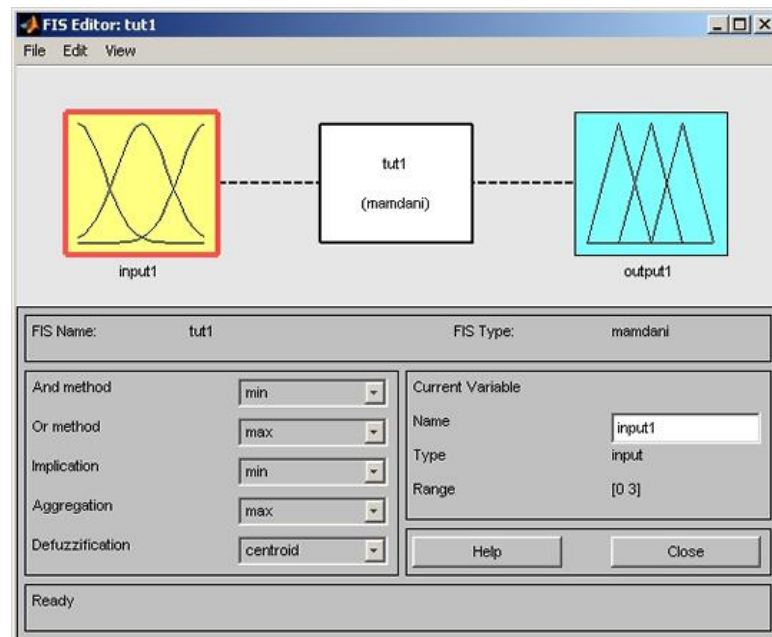 FIS Editor: tut1
File Edit View
tut1
(mamdani)
input1
output1
FIS Name: tut1 FIS Type: mamdani
And method min
Or method max
Implication min
Aggregation max
Defuzzification centroid
Current Variable
Name input1
Type input
Range [0 3]
Help Close
Ready